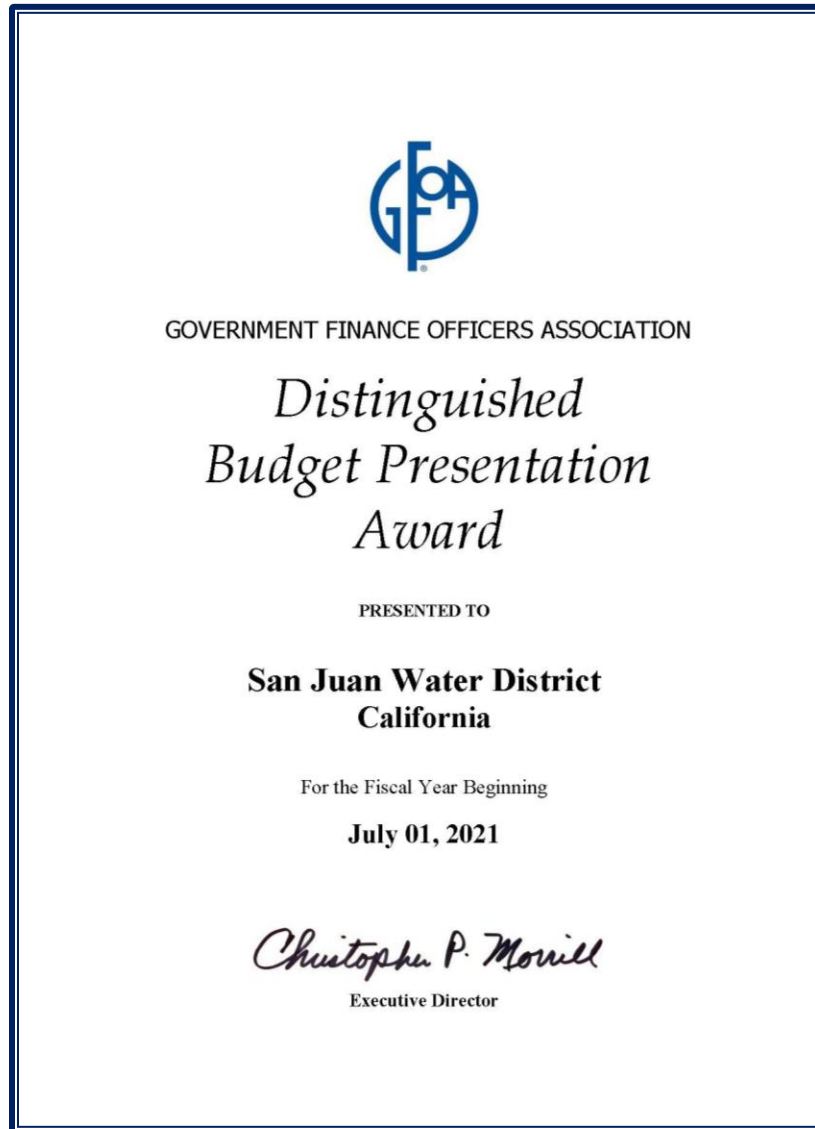 GFOA
GOVERNMENT FINANCE OFFICERS ASSOCIATION
Distinguished
Budget Presentation
Award
PRESENTED TO
San Juan Water District
California
For the Fiscal Year Beginning
July 01, 2021
Christopher P. Morrill
Executive Director